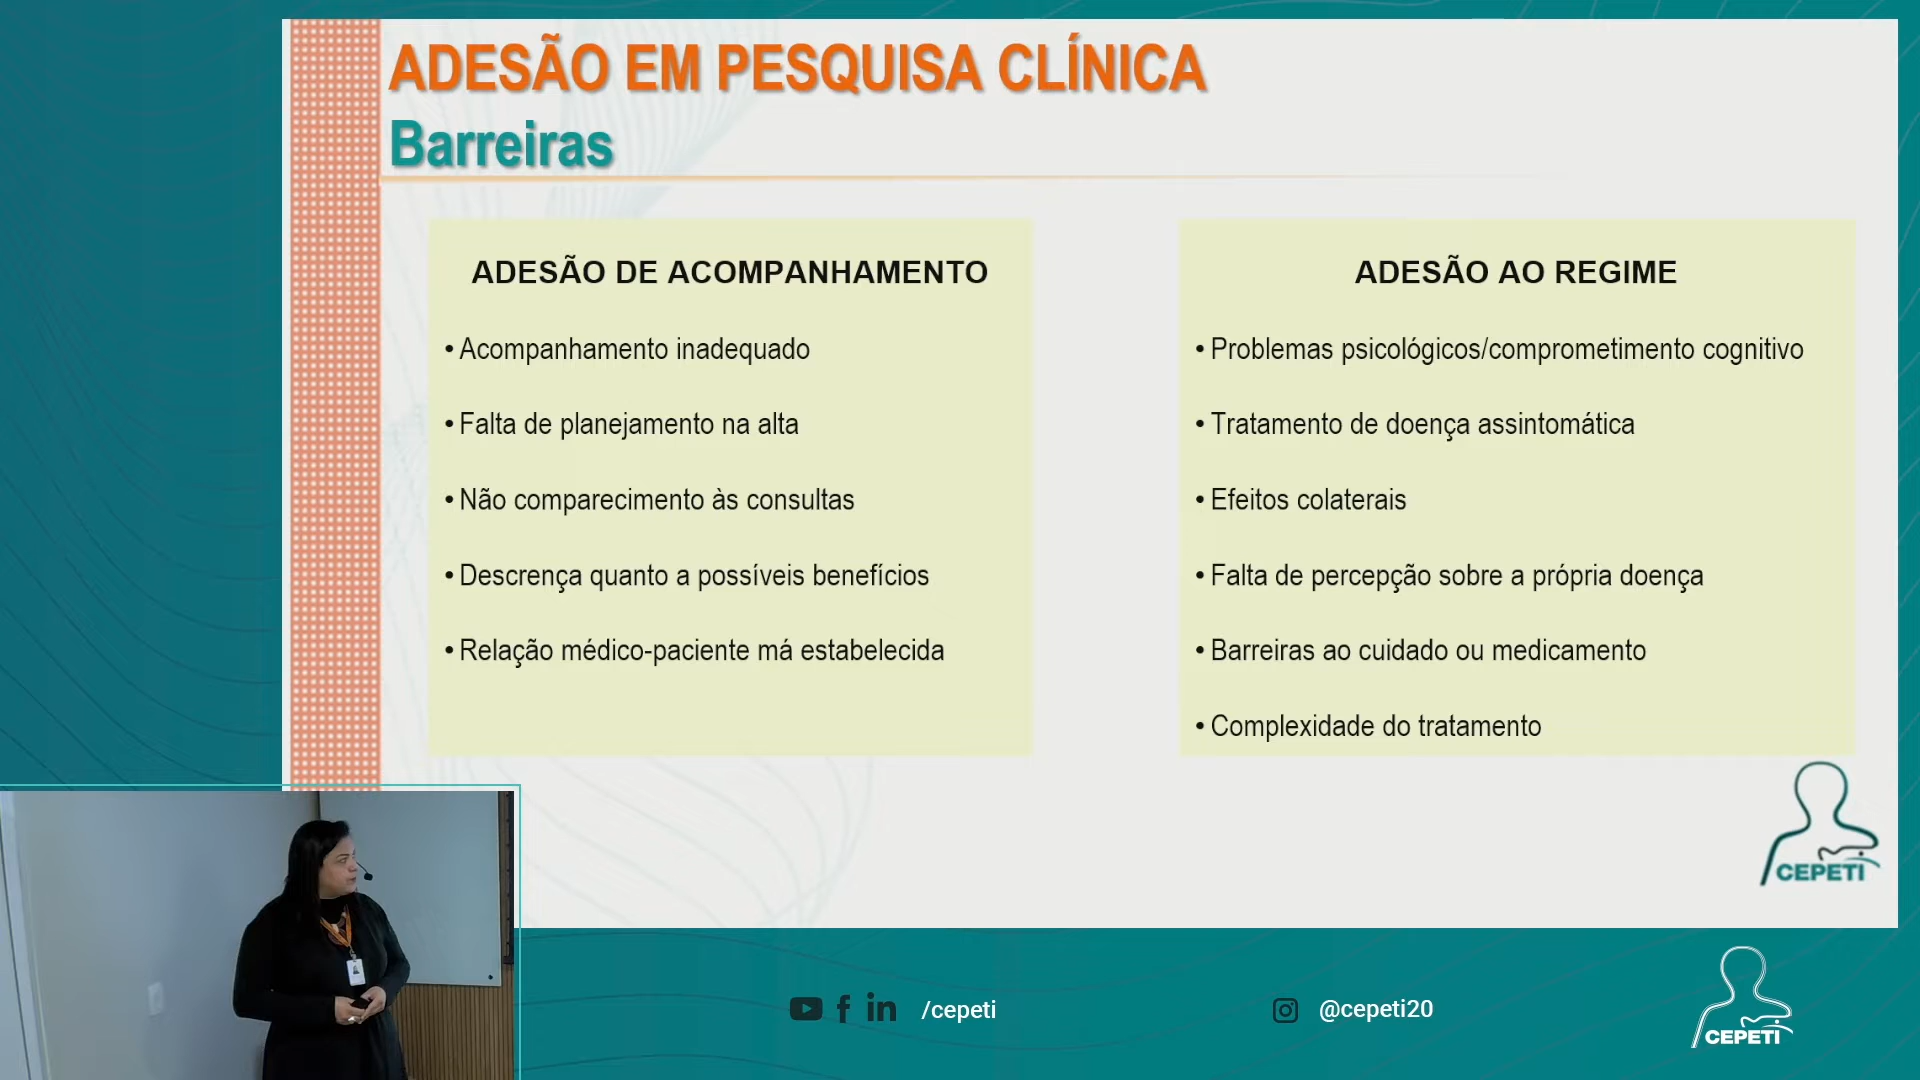 ADESÃO EM PESQUISA CLÍNICA
Barreiras
ADESÃO DE ACOMPANHAMENTO
• Acompanhamento inadequado
• Falta de planejamento na alta
• Não comparecimento às consultas
• Descrença quanto a possíveis benefícios
• Relação médico-paciente má estabelecida
ADESÃO AO REGIME
• Problemas psicológicos/comprometimento cognitivo
• Tratamento de doença assintomática
• Efeitos colaterais
• Falta de percepção sobre a própria doença
• Barreiras ao cuidado ou medicamento
• Complexidade do tratamento
CEPETI
/cepeti
@cepeti20
CEPETI